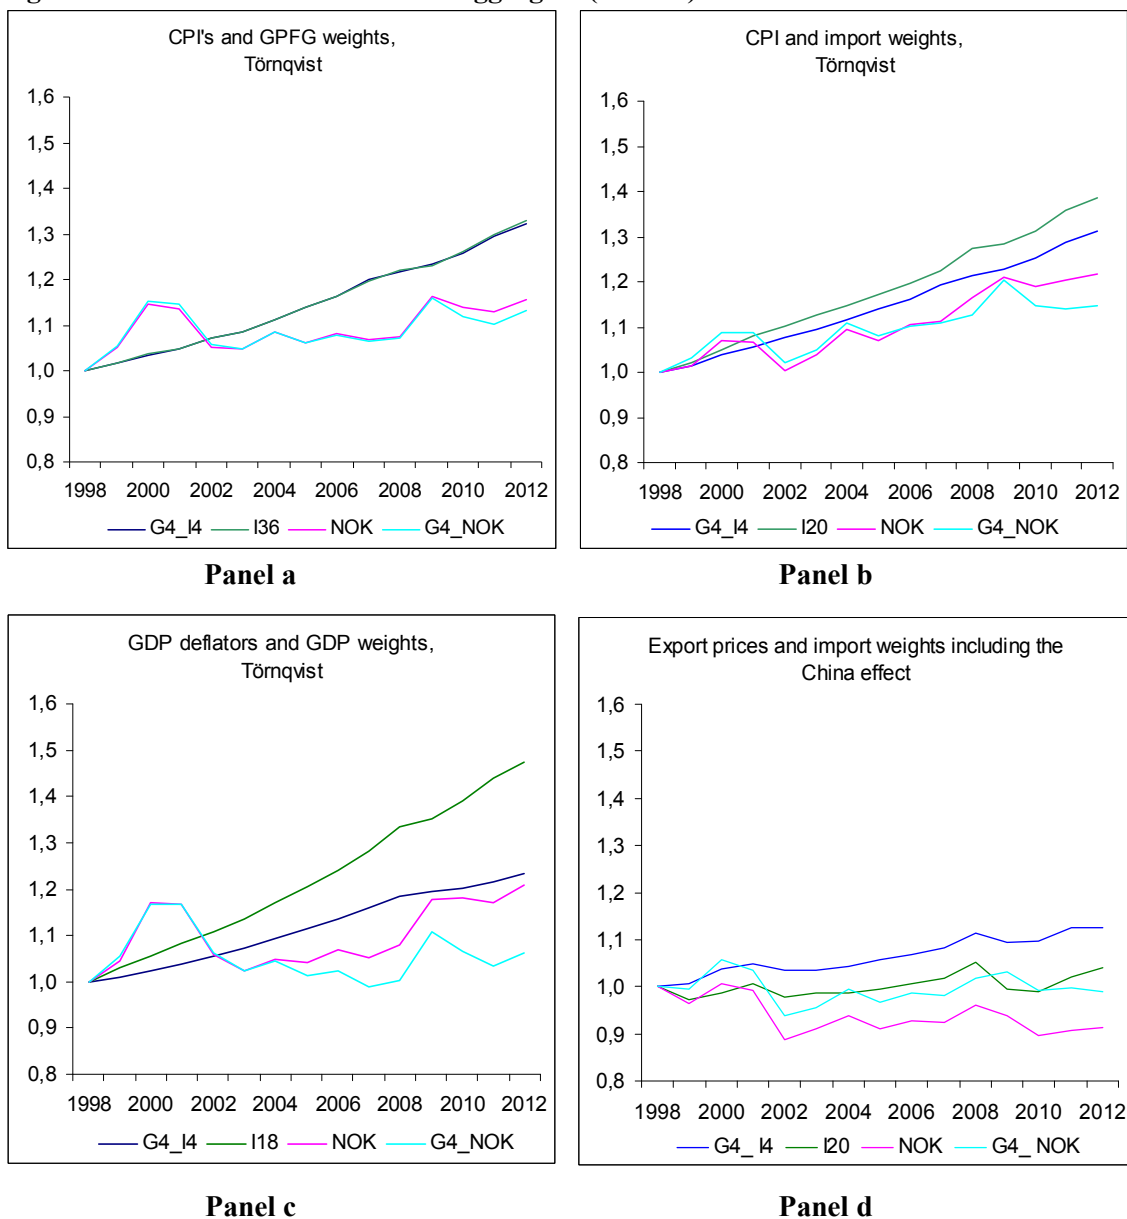 CPI's and GPFG weights,
Törnqvist
1,6
1,5
1,4
1,3
1,2
1,1
1,0
0,9
0,8
1998 2000 2002 2004 2006 2008 2010 2012
G4_I4 I36 NOK G4_NOK
Panel a
CPI and import weights,
Törnqvist
1,6
1,5
1,4
1,3
1,2
1,1
1,0
0,9
0,8
1998 2000 2002 2004 2006 2008 2010 2012
G4_I4 I20 NOK G4_NOK
Panel b
GDP deflators and GDP weights,
Törnqvist
1,6
1,5
1,4
1,3
1,2
1,1
1,0
0,9
0,8
1998 2000 2002 2004 2006 2008 2010 2012
G4_I4 I18 NOK G4_NOK
Panel c
Export prices and import weights including the
China effect
1,6
1,5
1,4
1,3
1,2
1,1
1,0
0,9
0,8
1998 2000 2002 2004 2006 2008 2010 2012
G4_ I4 I20 NOK G4_ NOK
Panel d